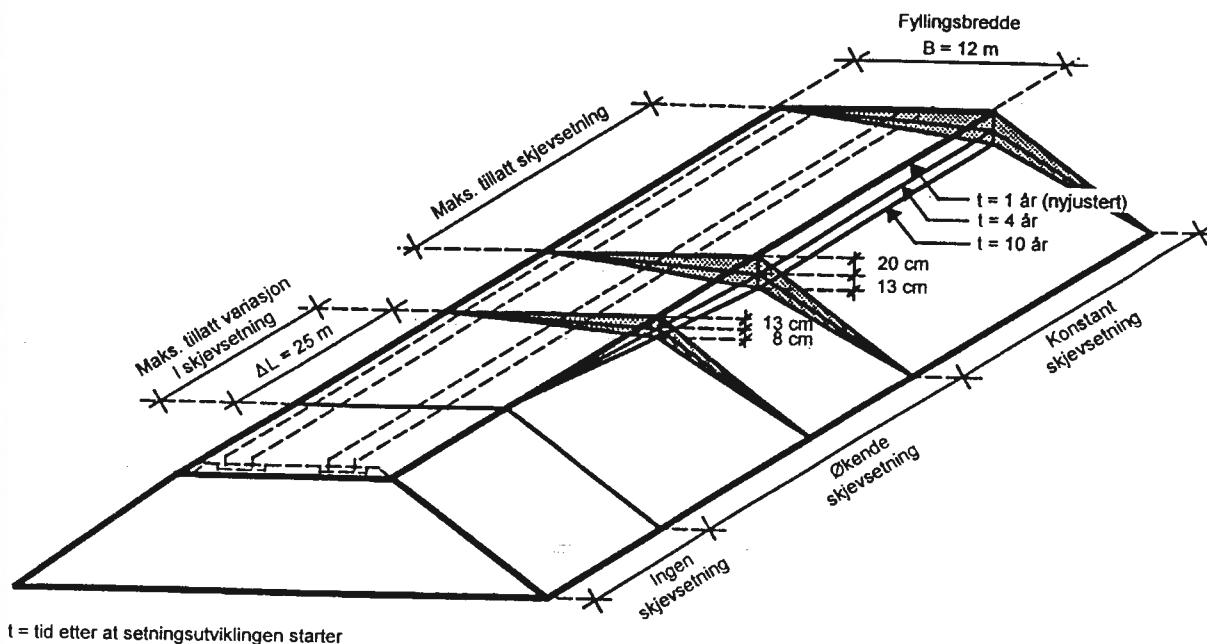 Fyllingsbredde
B = 12 m
Maks. tillatt skjevsetning
t = 1 år (nyjustert)
t = 4 år
t = 10 år
20 cm
13 cm
Maks. tillatt variasjon
I skjevsetning
ΔL = 25 m
13 cm
8 cm
Konstant
skjevsetning
Økende
skjevsetning
Ingen
skjevsetning
t = tid etter at setningsutviklingen starter